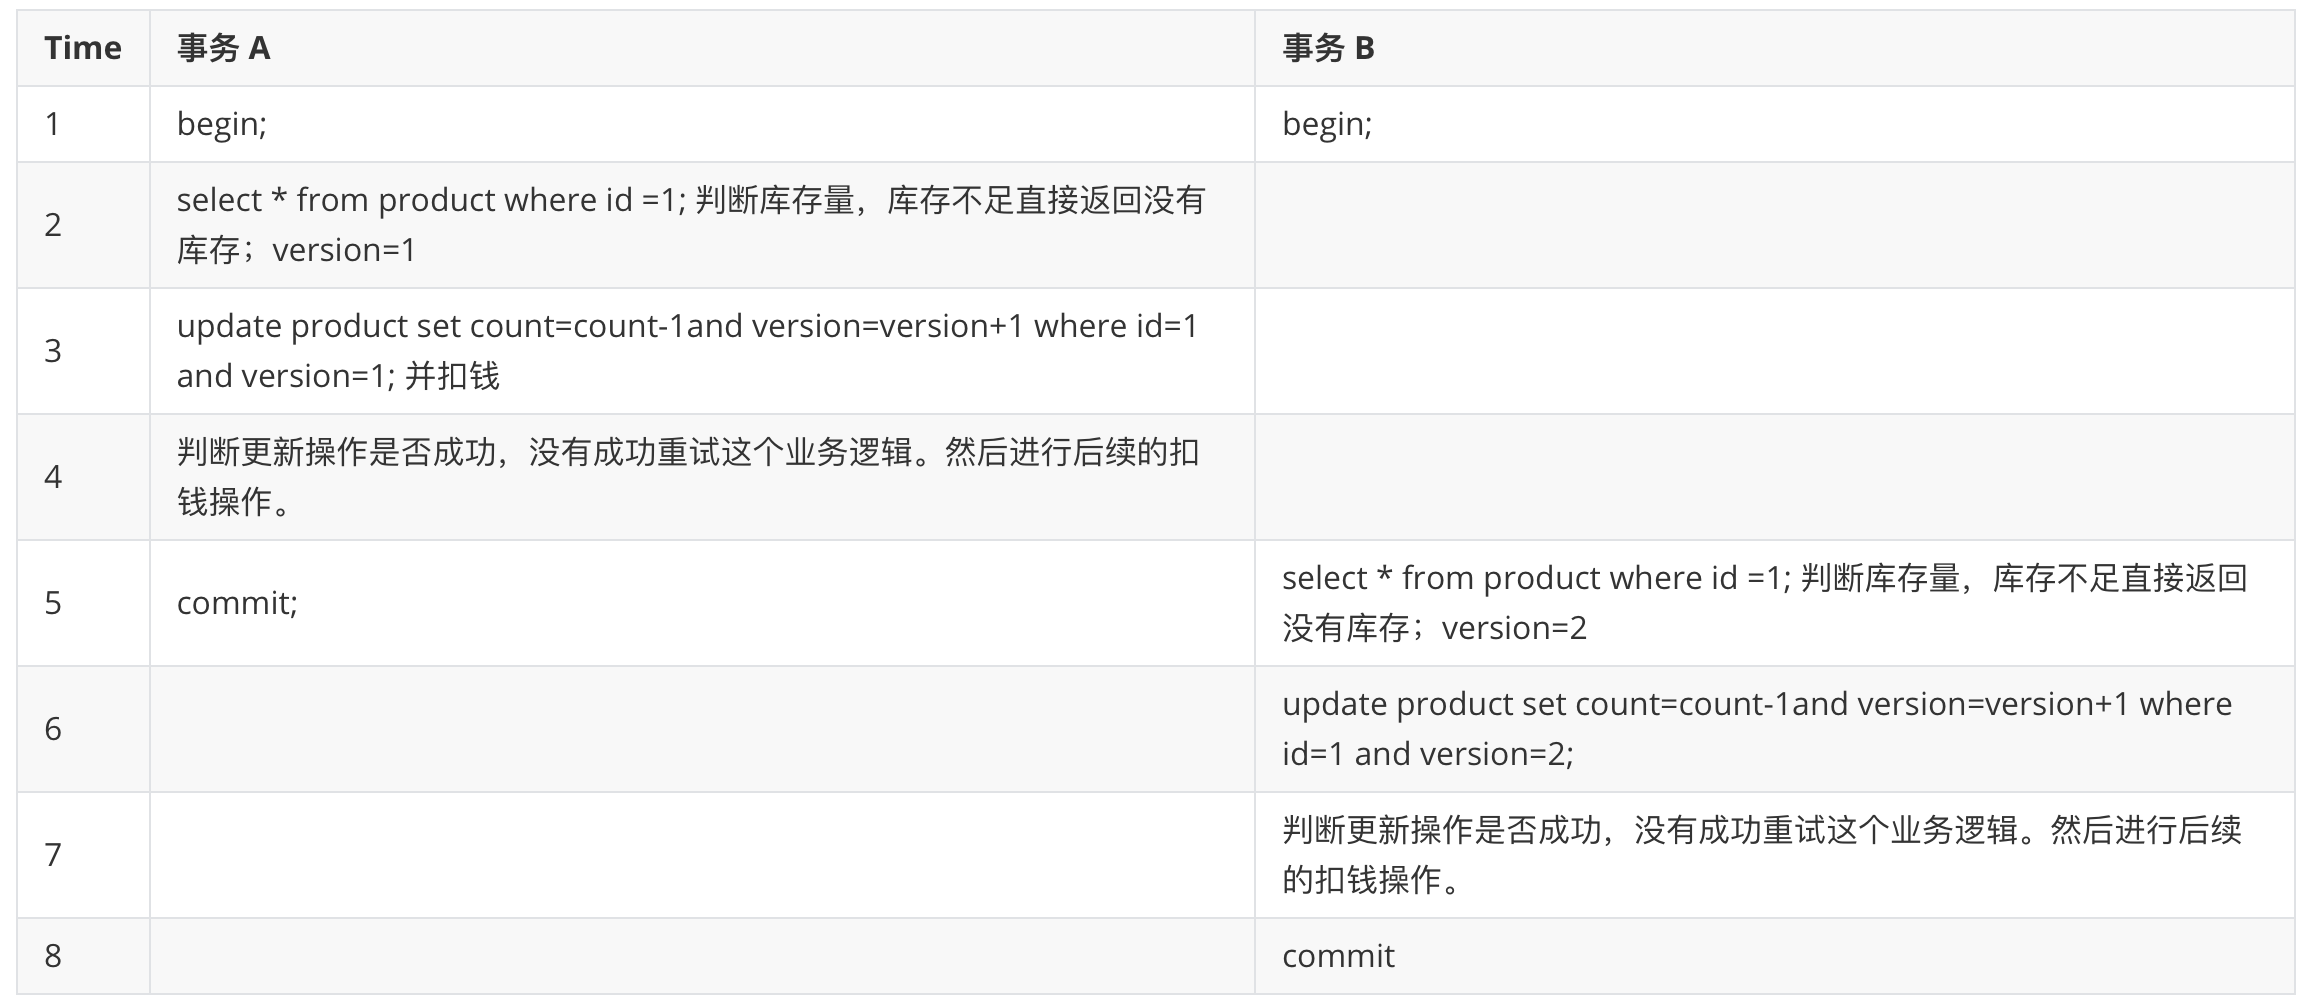 Time 事务 A 事务 B
1 begin; begin;
2 select * from product where id =1; 判断库存量，库存不足直接返回没有
库存；version=1
3 update product set count=count-1and version=version+1 where id=1
and version=1; 并扣钱
4 判断更新操作是否成功，没有成功重试这个业务逻辑。然后进行后续的扣
钱操作。
5 commit; select * from product where id =1; 判断库存量，库存不足直接返回
没有库存；version=2
6 update product set count=count-1and version=version+1 where
id=1 and version=2;
7 判断更新操作是否成功，没有成功重试这个业务逻辑。然后进行后续
的扣钱操作。
8 commit